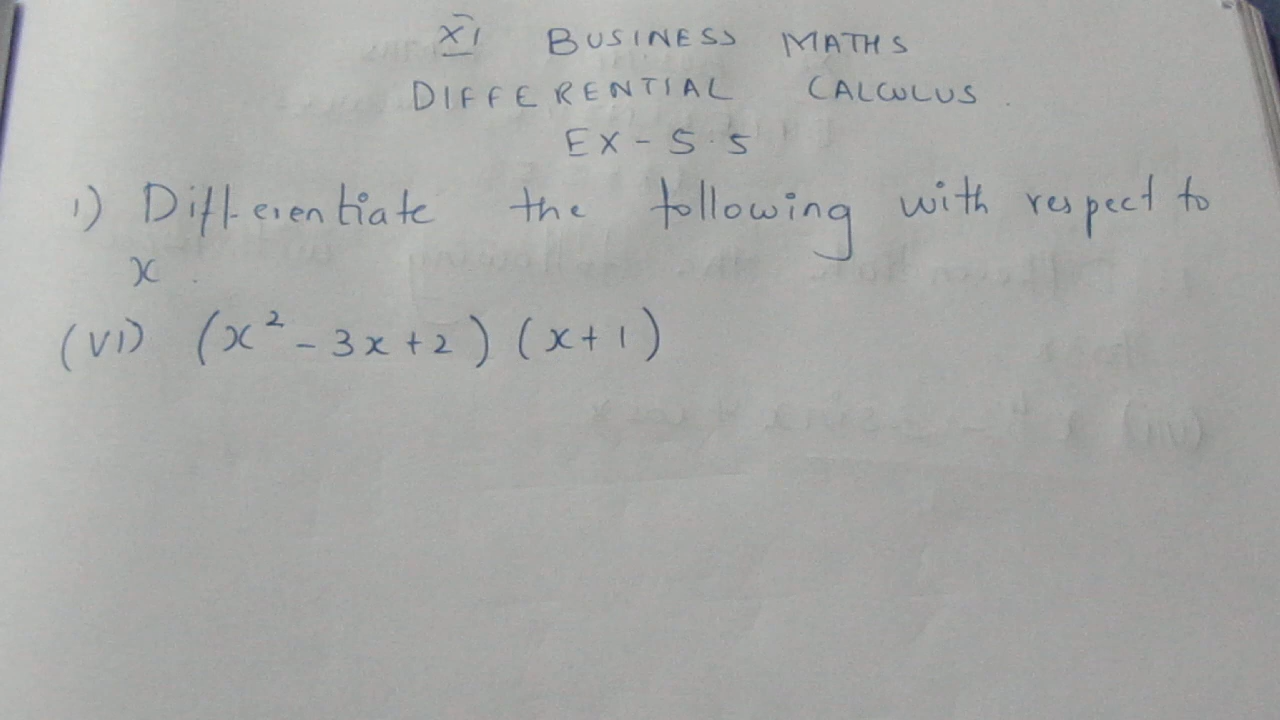 XI BUSINESS MATHS
DIFFERENTIAL CALCULUS.
EX - 5.5
1) Differentiate the following with respect to
x.
(vi) (x² - 3x + 2) (x + 1)